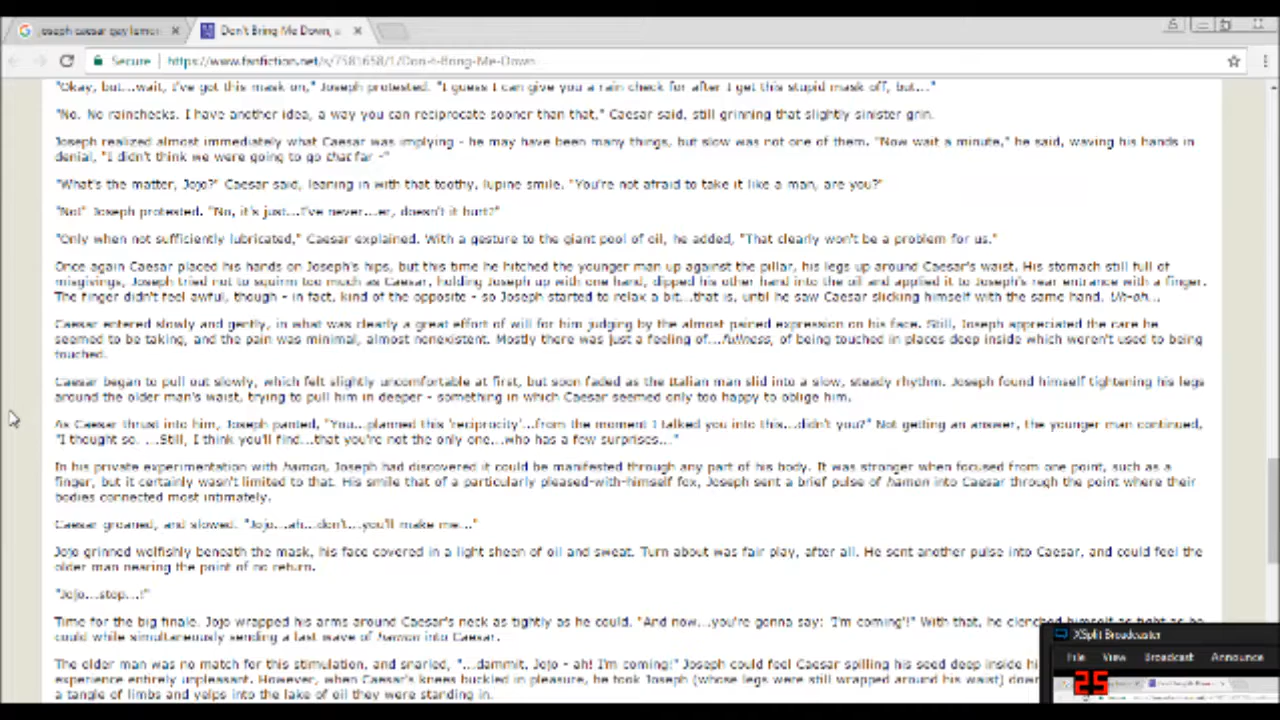 joseph caesar gay lemon
Don't Bring Me Down, a
Secure https://www.fanfiction.net/s/7581658/1/Don-t-Bring-Me-Down
"Okay, but...wait, I've got this mask on," Joseph protested. "I guess I can give you a rain check for after I get this stupid mask off, but..."
"No. No rainchecks. I have another idea, a way you can reciprocate sooner than that," Caesar said, still grinning that slightly sinister grin.
Joseph realized almost immediately what Caesar was implying - he may have been many things, but slow was not one of them. "Now wait a minute," he said, waving his hands in
denial, "I didn't think we were going to go that far -"
"What's the matter, Jojo?" Caesar said, leaning in with that toothy, lupine smile. "You're not afraid to take it like a man, are you?"
"No!" Joseph protested. "No, it's just...I've never...er, doesn't it hurt?"
"Only when not sufficiently lubricated," Caesar explained. With a gesture to the giant pool of oil, he added, "That clearly won't be a problem for us."
Once again Caesar placed his hands on Joseph's hips, but this time he hitched the younger man up against the pillar, his legs up around Caesar's waist. His stomach still full of
misgivings, Joseph tried not to squirm too much as Caesar, holding Joseph up with one hand, dipped his other hand into the oil and applied it to Joseph's rear entrance with a finger.
The finger didn't feel awful, though - in fact, kind of the opposite - so Joseph started to relax a bit...that is, until he saw Caesar slicking himself with the same hand. Uh-oh...
Caesar entered slowly and gently, in what was clearly a great effort of will for him judging by the almost pained expression on his face. Still, Joseph appreciated the care he
seemed to be taking, and the pain was minimal, almost nonexistent. Mostly there was just a feeling of...fullness, of being touched in places deep inside which weren't used to being
touched.
Caesar began to pull out slowly, which felt slightly uncomfortable at first, but soon faded as the Italian man slid into a slow, steady rhythm. Joseph found himself tightening his legs
around the older man's waist, trying to pull him in deeper - something in which Caesar seemed only too happy to oblige him.
As Caesar thrust into him, Joseph panted, "You...planned this 'reciprocity'...from the moment I talked you into this...didn't you?" Not getting an answer, the younger man continued,
"I thought so. ...Still, I think you'll find...that you're not the only one...who has a few surprises..."
In his private experimentation with hamon, Joseph had discovered it could be manifested through any part of his body. It was stronger when focused from one point, such as a
finger, but it certainly wasn't limited to that. His smile that of a particularly pleased-with-himself fox, Joseph sent a brief pulse of hamon into Caesar through the point where their
bodies connected most intimately.
Caesar groaned, and slowed. "Jojo...ah...don't...you'll make me..."
Jojo grinned wolfishly beneath the mask, his face covered in a light sheen of oil and sweat. Turn about was fair play, after all. He sent another pulse into Caesar, and could feel the
older man nearing the point of no return.
"Jojo...stop...!"
Time for the big finale. Jojo wrapped his arms around Caesar's neck as tightly as he could. "And now...you're gonna say: 'I'm coming'!" With that, he clenched himself as tight as he
could while simultaneously sending a last wave of hamon into Caesar.
The older man was no match for this stimulation, and snarled, "...dammit, Jojo - ah! I'm coming!" Joseph could feel Caesar spilling his seed deep inside hi
experience entirely unpleasant. However, when Caesar's knees buckled in pleasure, he took Joseph (whose legs were still wrapped around his waist) dow
a tangle of limbs and yelps into the lake of oil they were standing in.
XSplit Broadcaster
File View Broadcast Announce
25